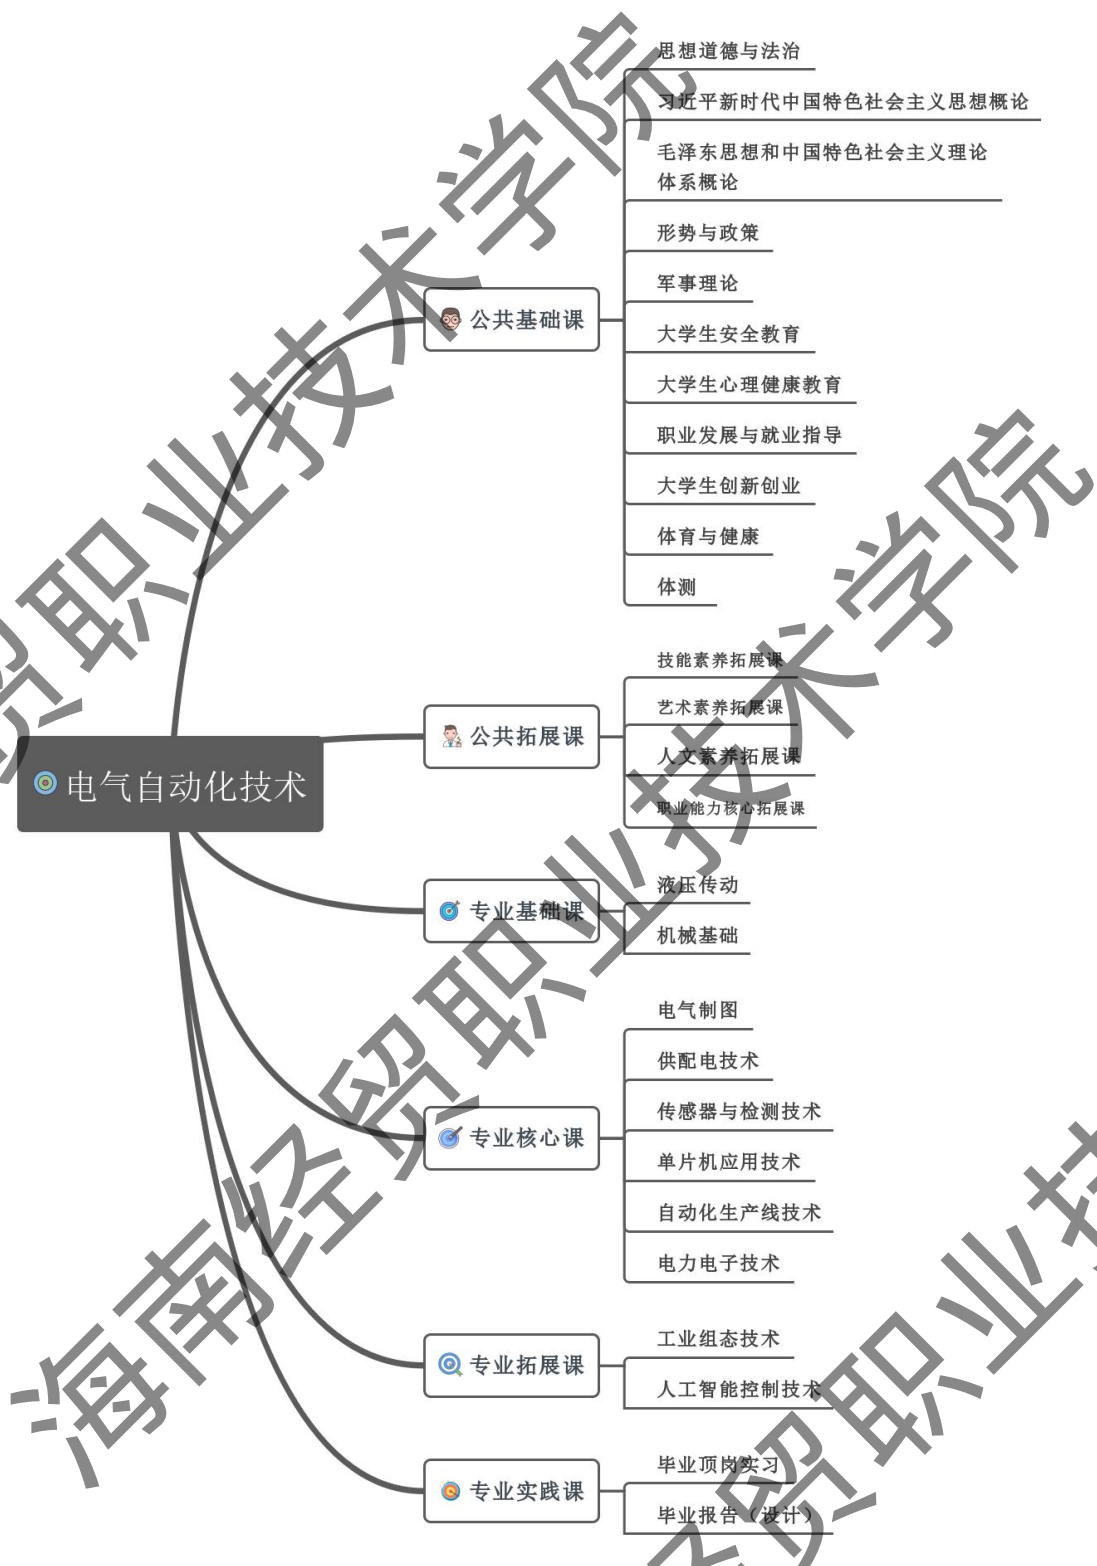 思想道德与法治
习近平新时代中国特色社会主义思想概论
毛泽东思想和中国特色社会主义理论
体系概论
形势与政策
军事理论
公共基础课
大学生安全教育
大学生心理健康教育
职业发展与就业指导
大学生创新创业
体育与健康
体测
技能素养拓展课
艺术素养拓展课
公共拓展课
人文素养拓展课
职业能力核心拓展课
电气自动化技术
液压传动
专业基础课
机械基础
电气制图
供配电技术
传感器与检测技术
专业核心课
单片机应用技术
自动化生产线技术
电力电子技术
工业组态技术
专业拓展课
人工智能控制技术
毕业顶岗实习
专业实践课
毕业报告（设计）
贸职业技术学院
海南经贸职业技术学院
贸职业技